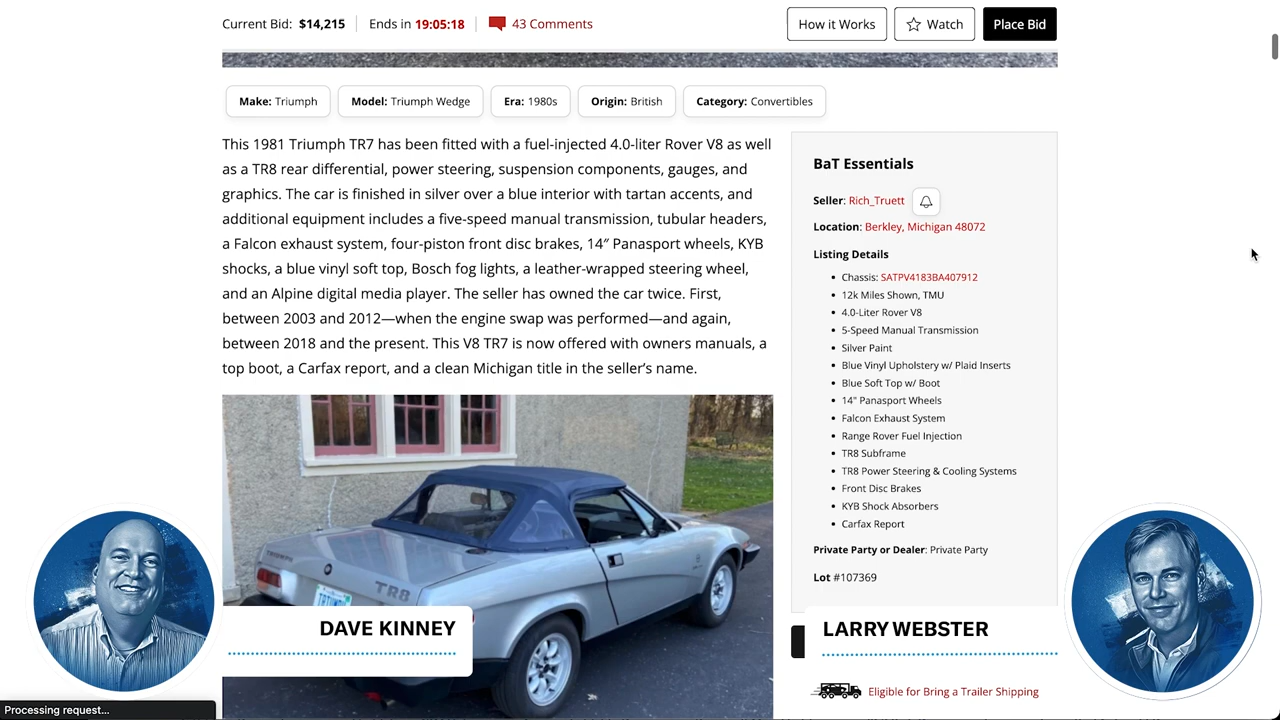 Current Bid: $14,215 Ends in 19:05:18 43 Comments How it Works Watch Place Bid
Make: Triumph Model: Triumph Wedge Era: 1980s Origin: British Category: Convertibles
This 1981 Triumph TR7 has been fitted with a fuel-injected 4.0-liter Rover V8 as well
as a TR8 rear differential, power steering, suspension components, gauges, and
graphics. The car is finished in silver over a blue interior with tartan accents, and
additional equipment includes a five-speed manual transmission, tubular headers,
a Falcon exhaust system, four-piston front disc brakes, 14″ Panasport wheels, KYB
shocks, a blue vinyl soft top, Bosch fog lights, a leather-wrapped steering wheel,
and an Alpine digital media player. The seller has owned the car twice. First,
between 2003 and 2012—when the engine swap was performed—and again,
between 2018 and the present. This V8 TR7 is now offered with owners manuals, a
top boot, a Carfax report, and a clean Michigan title in the seller’s name.
BaT Essentials
Seller: Rich_Truett
Location: Berkley, Michigan 48072
Listing Details
Chassis: SATPV4183BA407912
12k Miles Shown, TMU
4.0-Liter Rover V8
5-Speed Manual Transmission
Silver Paint
Blue Vinyl Upholstery w/ Plaid Inserts
Blue Soft Top w/ Boot
14" Panasport Wheels
Falcon Exhaust System
Range Rover Fuel Injection
TR8 Subframe
TR8 Power Steering & Cooling Systems
Front Disc Brakes
KYB Shock Absorbers
Carfax Report
Private Party or Dealer: Private Party
Lot #107369
TR8
DAVE KINNEY
LARRY WEBSTER
Eligible for Bring a Trailer Shipping
Processing request...